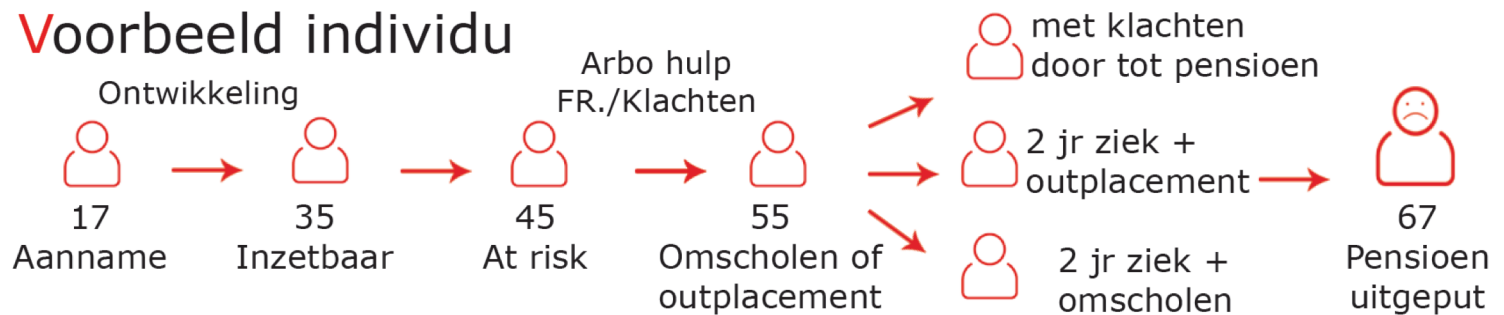 Voorbeeld individu
Ontwikkeling
Arbo hulp
FR./Klachten
17
Aanname
35
Inzetbaar
45
At risk
55
Omscholen of
outplacement
met klachten
door tot pensioen
2 jr ziek +
outplacement
2 jr ziek +
omscholen
67
Pensioen
uitgeput